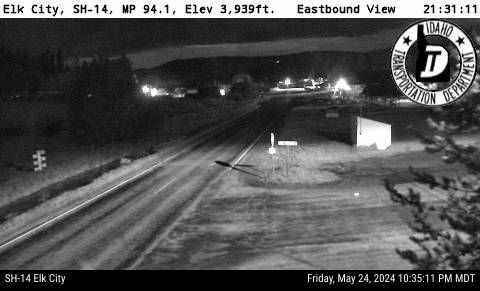 Elk City, SH-14, MP 94.1, Elev 3,939ft. Eastbound View 21:31:11
IDAHO
TRANSPORTATION DEPARTMENT
SH-14 Elk City Friday, May 24, 2024 10:35:11 PM MDT